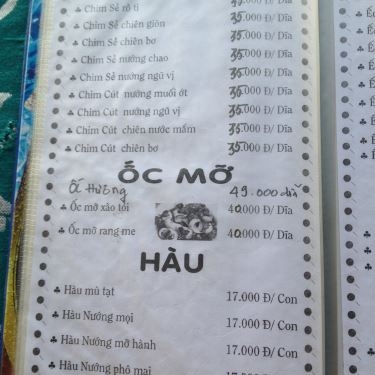 ♣ Chim Sẻ rô ti 35.000 Đ/ Dĩa
♣ Chim Sẻ chiên giòn 35.000 Đ/ Dĩa
♣ Chim Sẻ chiên bơ 35.000 Đ/ Dĩa
♣ Chim Sẻ nướng chao 35.000 Đ/ Dĩa
Chim Sẻ nướng ngũ vị 35.000 Đ/ Dĩa
♣ Chim Cút nướng muối ớt 35.000 Đ/ Dĩa
♣ Chim Cút nướng ngũ vị 35.000 Đ/ Dĩa
♣ Chim Cút chiên nước mắm 35.000 Đ/ Dĩa
♣ Chim Cút chiên bơ 35.000 Đ/ Dĩa
ỐC MỠ
Ốc Hương 49.000 dĩa
♣ Ốc mỡ xào tỏi 40.000 Đ/ Dĩa
♣ Ốc mỡ rang me 40.000 Đ/ Dĩa
HÀU
♣ Hàu mù tạt 17.000 Đ/ Con
♣ Hàu Nướng mọi 17.000 Đ/ Con
♣ Hàu Nướng mỡ hành 17.000 Đ/ Con
♣ Hàu Nướng phô mai